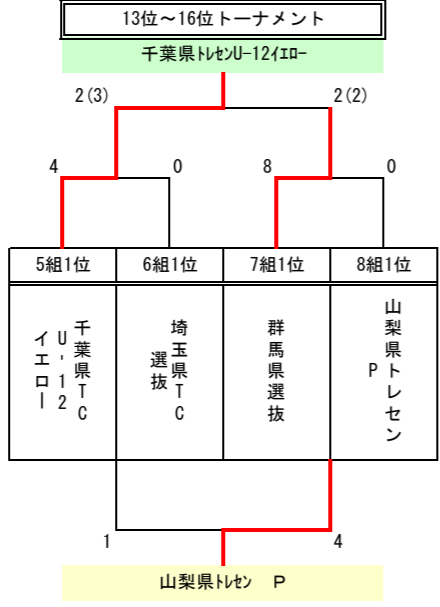 13位～16位トーナメント
千葉県ﾄﾚｾﾝU-12ｲｴﾛｰ
2(3)
2(2)
4
0
8
0
5組1位
6組1位
7組1位
8組1位
千葉県TC
U-12
イエロー
埼玉県TC
選抜
群馬県選抜
山梨県トレセン
P
1
4
山梨県ﾄﾚｾﾝ　P